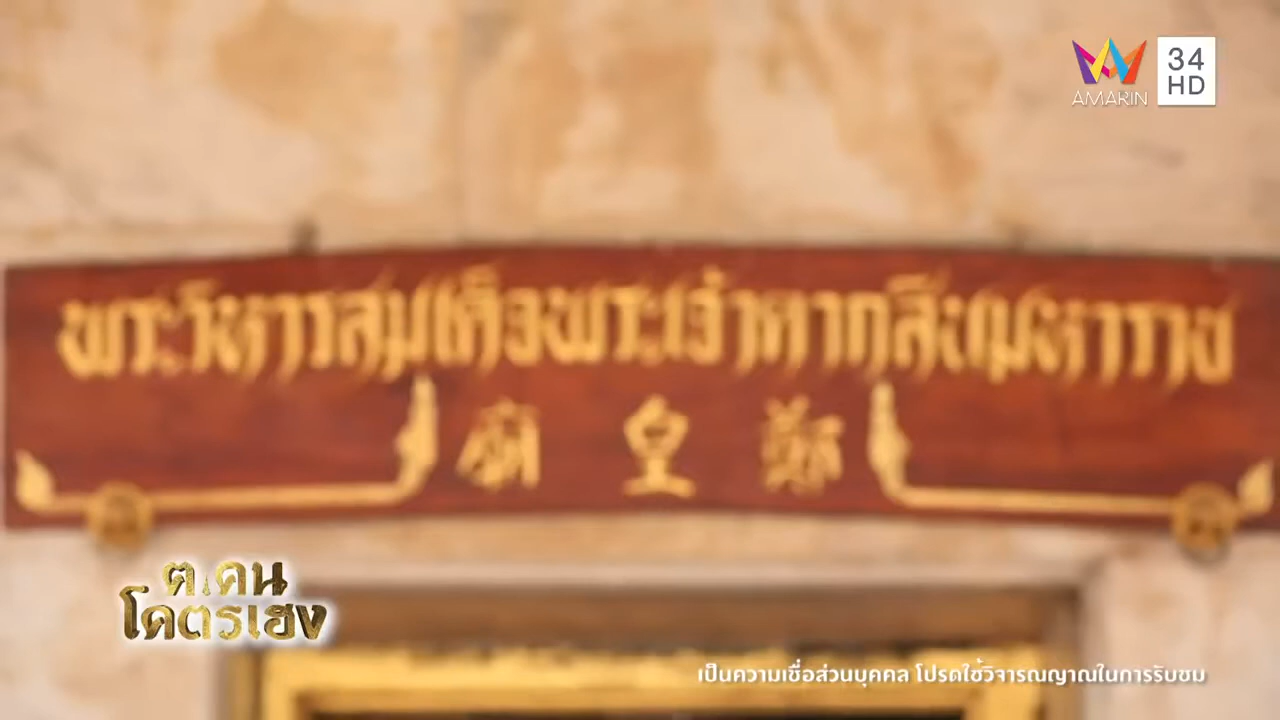 AMARIN
34
HD
พระวิหารสมเด็จพระเจ้าตากสินมหาราช
廟 皇 鄭
ต.คน
โคตรเฮง
เป็นความเชื่อส่วนบุคคล โปรดใช้วิจารณญาณในการรับชม